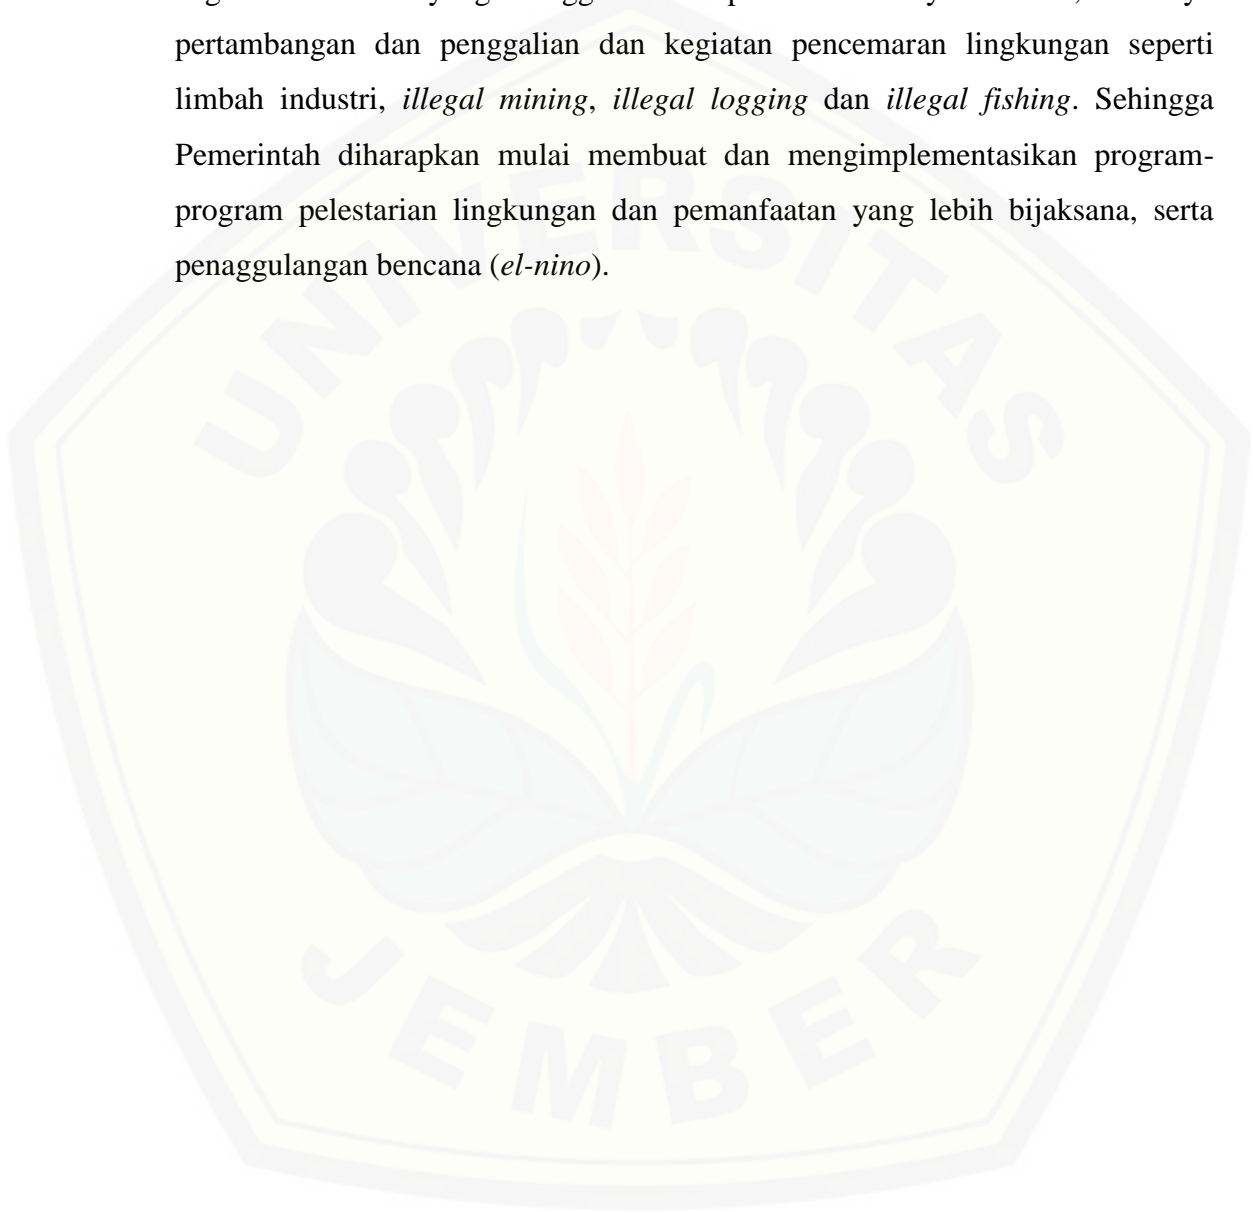 pertambangan dan penggalian dan kegiatan pencemaran lingkungan seperti
limbah industri, illegal mining, illegal logging dan illegal fishing. Sehingga
Pemerintah diharapkan mulai membuat dan mengimplementasikan program-
program pelestarian lingkungan dan pemanfaatan yang lebih bijaksana, serta
penaggulangan bencana (el-nino).
UNIVERSITAS
JEMBER